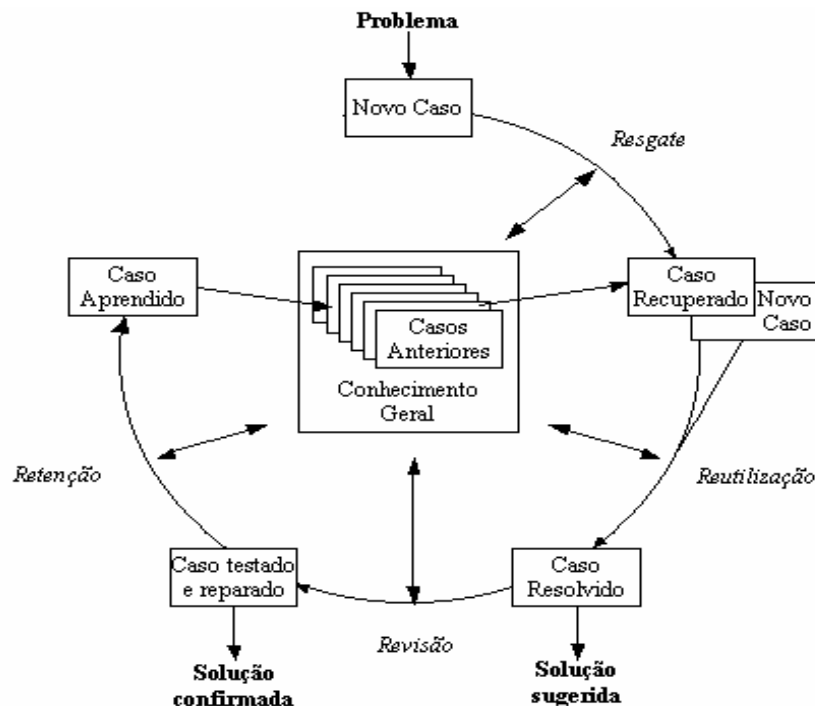 Problema
Novo Caso
Resgate
Caso
Recuperado
Novo
Caso
Caso
Aprendido
Casos
Anteriores
Conhecimento
Geral
Retenção
Reutilização
Caso testado
e reparado
Caso
Resolvido
Revisão
Solução
confirmada
Solução
sugerida